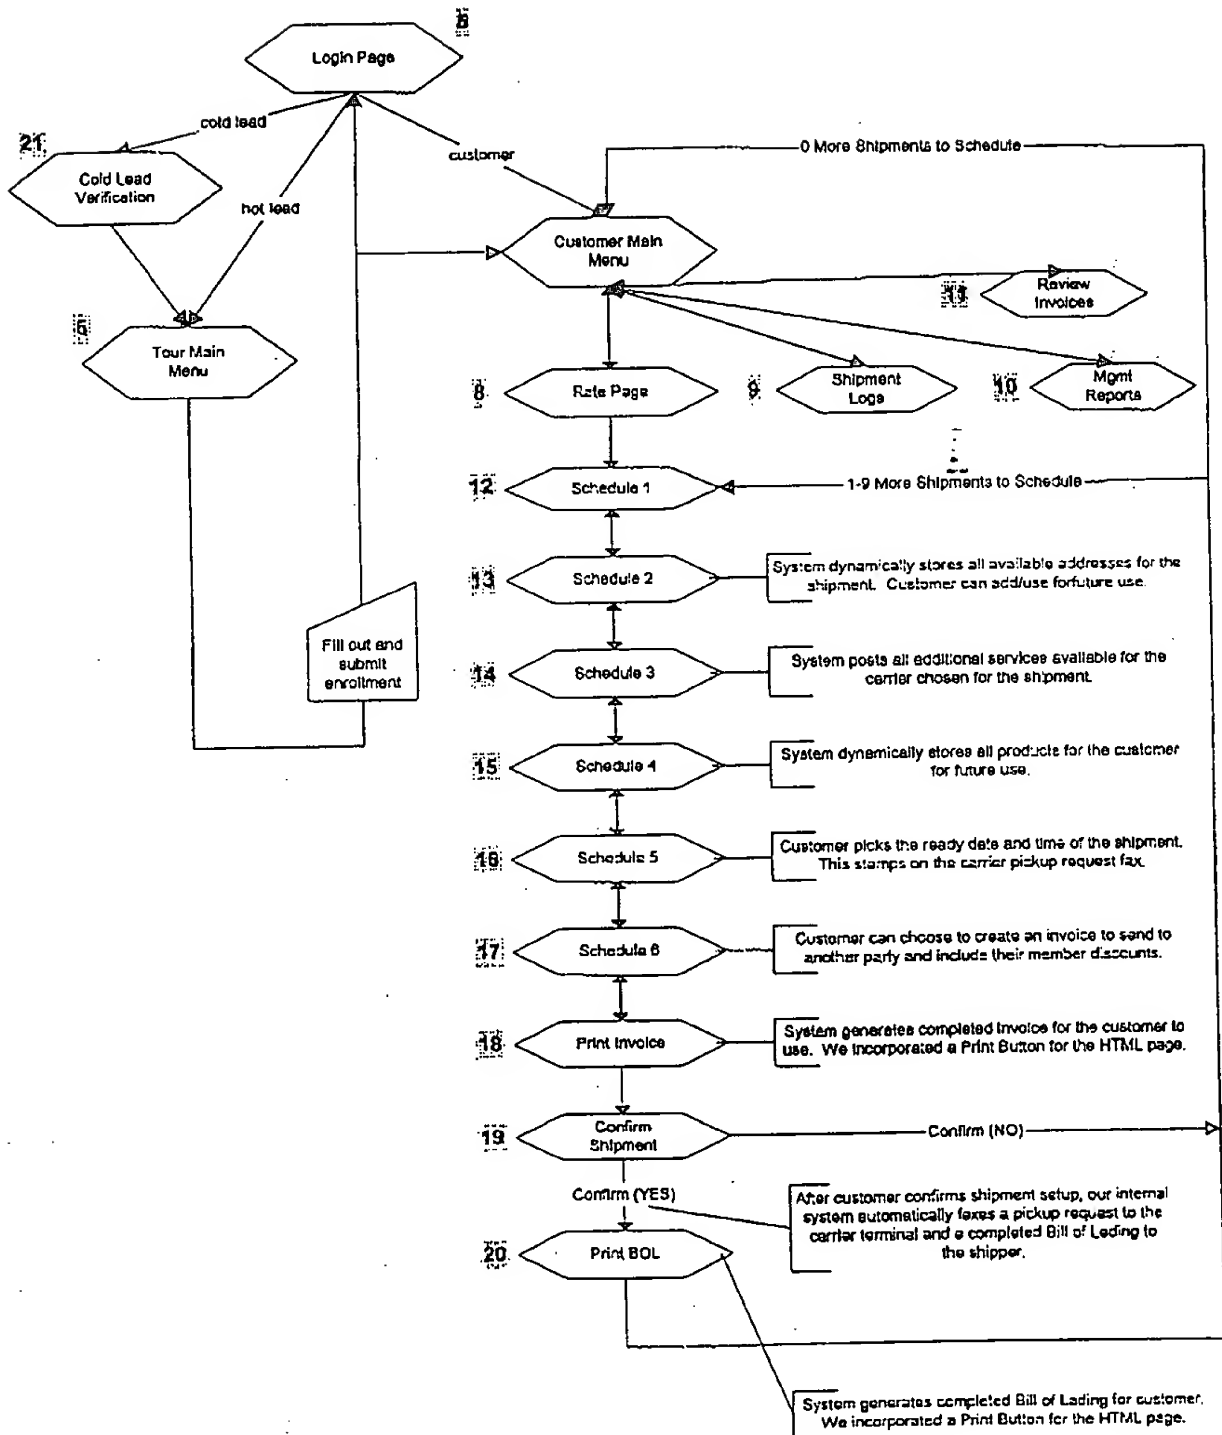 Login Page
cold lead
21
Cold Lead
Verification
hot lead
customer
0 More Shipments to Schedule
Customer Main
Menu
11
Review
Invoices
5
Tour Main
Menu
8
Rate Page
9
Shipment
Logs
10
Mgmt
Reports
12
Schedule 1
1-9 More Shipments to Schedule
13
Schedule 2
System dynamically stores all available addresses for the
shipment. Customer can add/use forfuture use.
Fill out and
submit
enrollment
14
Schedule 3
System posts all additional services available for the
carrier chosen for the shipment.
15
Schedule 4
System dynamically stores all products for the customer
for future use.
16
Schedule 5
Customer picks the ready date and time of the shipment.
This stamps on the carrier pickup request fax.
17
Schedule 6
Customer can choose to create an invoice to send to
another party and include their member discounts.
18
Print Invoice
System generates completed Invoice for the customer to
use. We incorporated a Print Button for the HTML page.
19
Confirm
Shipment
Confirm (NO)
Confirm (YES)
After customer confirms shipment setup, our internal
system automatically faxes a pickup request to the
carrier terminal and a completed Bill of Lading to
the shipper.
20
Print BOL
System generates completed Bill of Lading for customer.
We incorporated a Print Button for the HTML page.